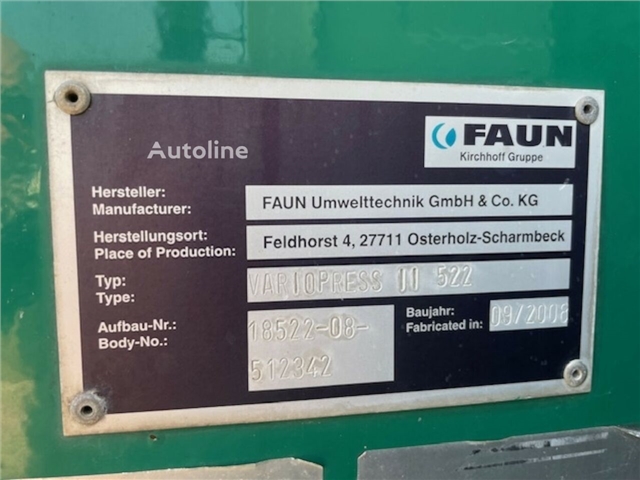 FAUN
Kirchhoff Gruppe
Autoline
Hersteller:
Manufacturer:
FAUN Umwelttechnik GmbH & Co. KG
Herstellungsort:
Place of Production:
Feldhorst 4, 27711 Osterholz-Scharmbeck
Typ:
Type:
VARIOPRESS II 522
Aufbau-Nr.:
Body-No.:
18522-08-
512342
Baujahr:
Fabricated in:
09/2008